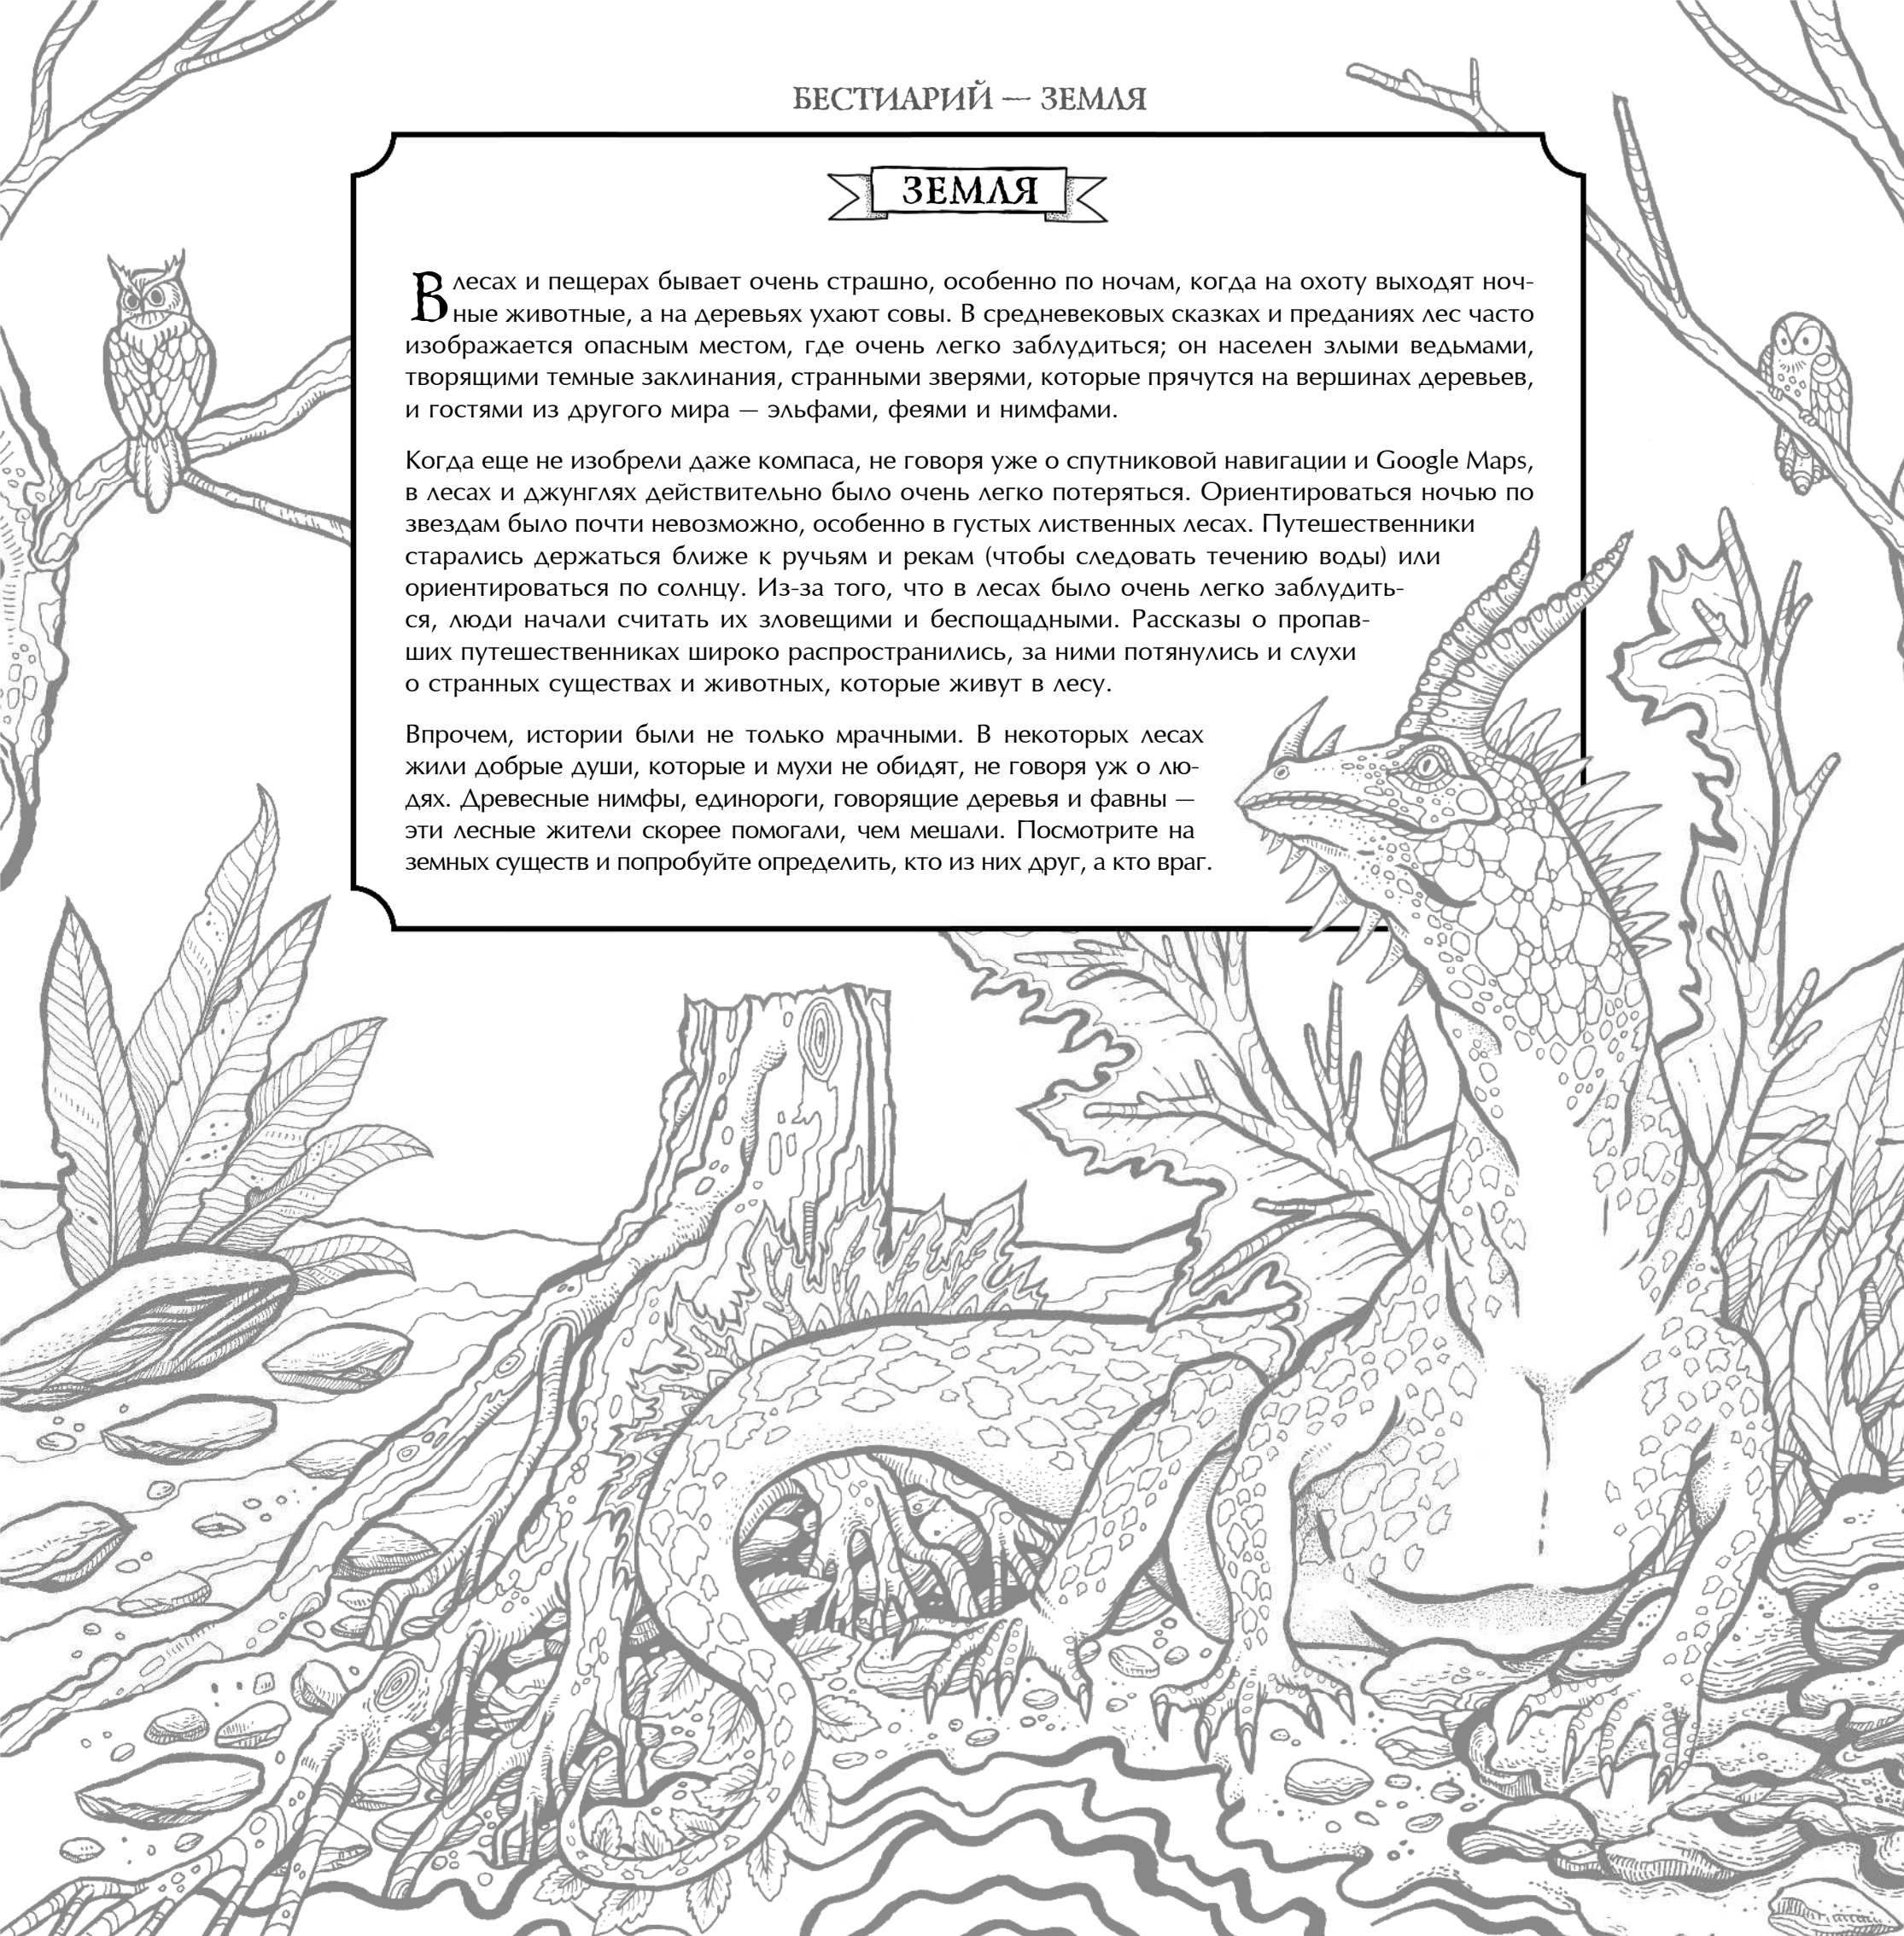 БЕСТИАРИЙ — ЗЕМЛЯ
ЗЕМЛЯ
В лесах и пещерах бывает очень страшно, особенно по ночам, когда на охоту выходят ноч-
ные животные, а на деревьях ухают совы. В средневековых сказках и преданиях лес часто
изображается опасным местом, где очень легко заблудиться; он населен злыми ведьмами,
творящими темные заклинания, странными зверями, которые прячутся на вершинах деревьев,
и гостями из другого мира — эльфами, феями и нимфами.
Когда еще не изобрели даже компаса, не говоря уже о спутниковой навигации и Google Maps,
в лесах и джунглях действительно было очень легко потеряться. Ориентироваться ночью по
звездам было почти невозможно, особенно в густых лиственных лесах. Путешественники
старались держаться ближе к ручьям и рекам (чтобы следовать течению воды) или
ориентироваться по солнцу. Из-за того, что в лесах было очень легко заблудить-
ся, люди начали считать их зловещими и беспощадными. Рассказы о пропав-
ших путешественниках широко распространились, за ними потянулись и слухи
о странных существах и животных, которые живут в лесу.
Впрочем, истории были не только мрачными. В некоторых лесах
жили добрые души, которые и мухи не обидят, не говоря уж о лю-
дях. Древесные нимфы, единороги, говорящие деревья и фавны —
эти лесные жители скорее помогали, чем мешали. Посмотрите на
земных существ и попробуйте определить, кто из них друг, а кто враг.